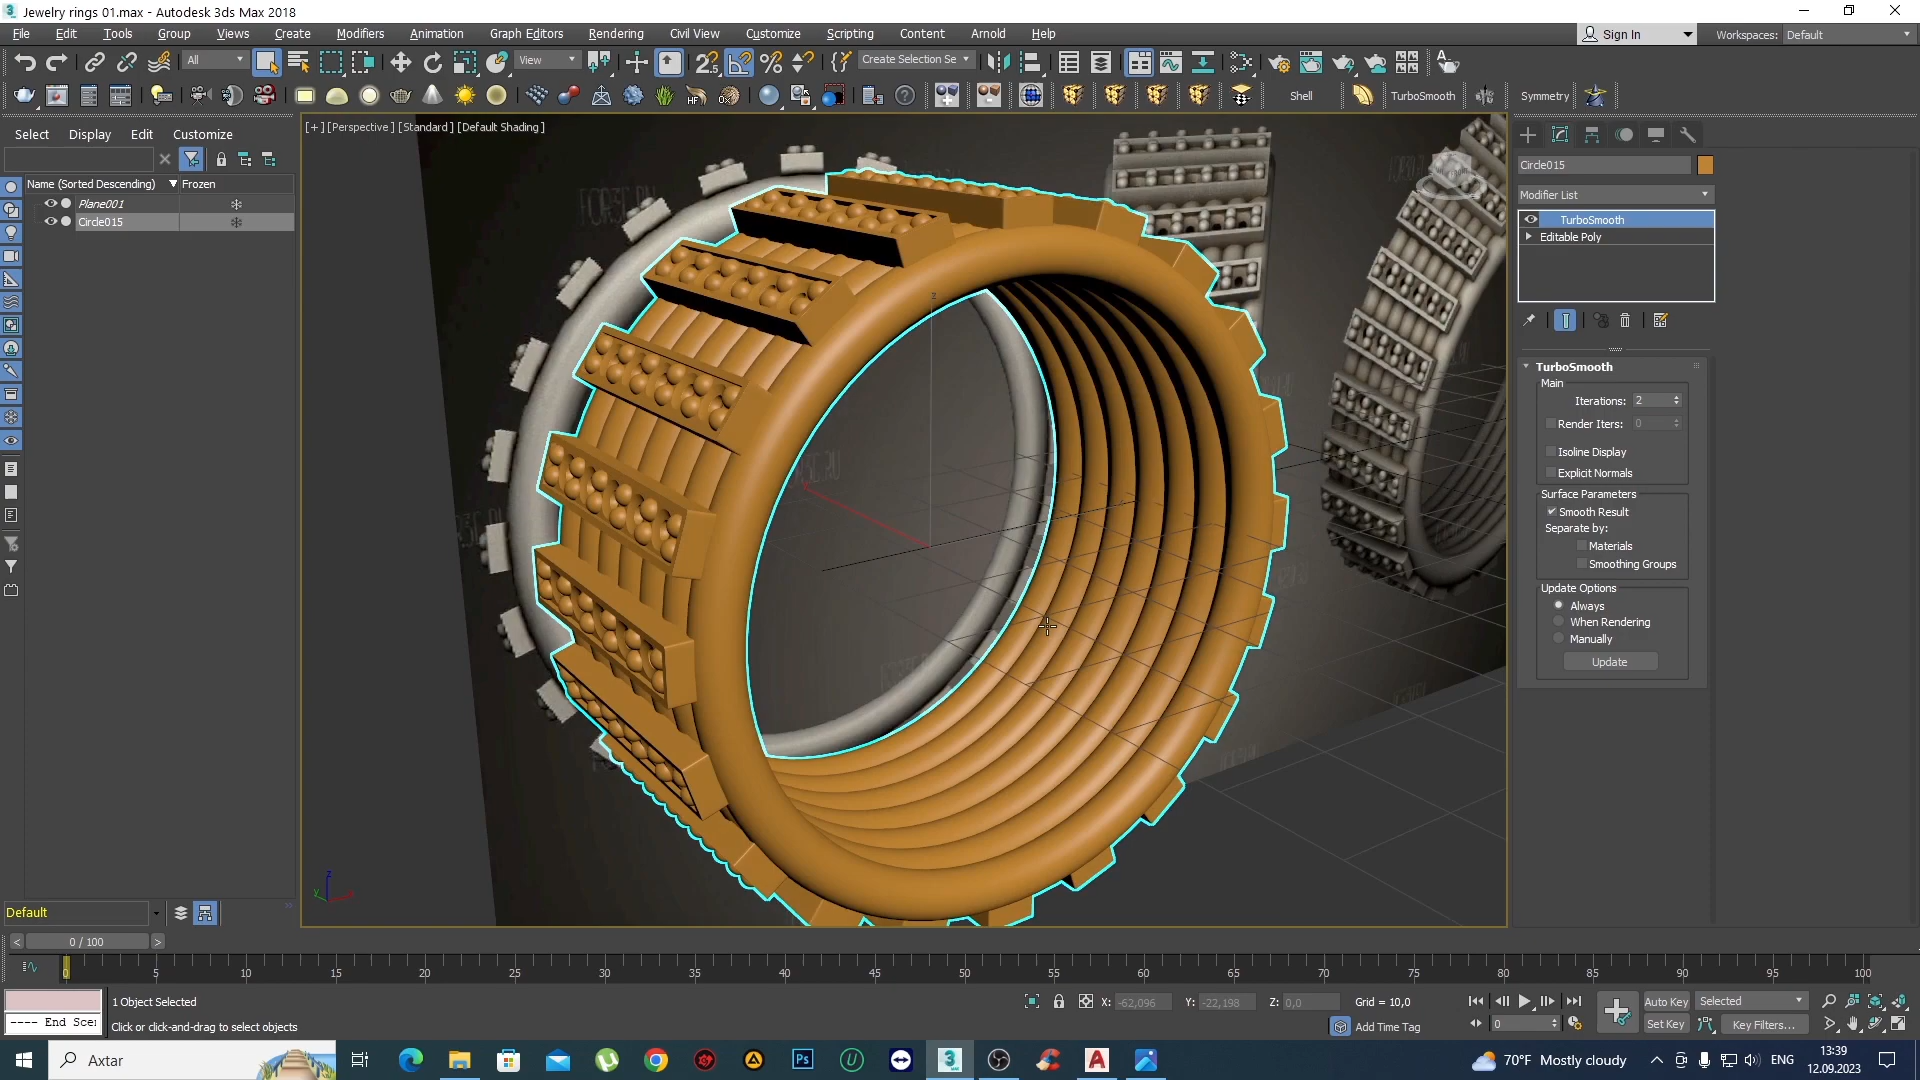 Jewelry rings 01.max - Autodesk 3ds Max 2018
File Edit Tools Group Views Create Modifiers Animation Graph Editors Rendering Civil View Customize Scripting Content Arnold Help
Sign In Workspaces: Default
All View Create Selection Se
Shell TurboSmooth Symmetry
Select Display Edit Customize
[+] [Perspective] [Standard] [Default Shading]
Name (Sorted Descending) Frozen
Plane001
Circle015
Circle015
Modifier List
TurboSmooth
Editable Poly
TurboSmooth
Main
Iterations: 2
Render Iters: 0
Isoline Display
Explicit Normals
Surface Parameters
Smooth Result
Separate by:
Materials
Smoothing Groups
Update Options
Always
When Rendering
Manually
Update
Default
0 / 100
0 5 10 15 20 25 30 35 40 45 50 55 60 65 70 75 80 85 90 95 100
1 Object Selected
X: -62,096 Y: -22,198 Z: 0,0 Grid = 10,0
Auto Key Selected
---- End Sce
Click or click-and-drag to select objects
Add Time Tag
0
Set Key Key Filters...
Axtar
70°F Mostly cloudy
ENG
13:39
12.09.2023